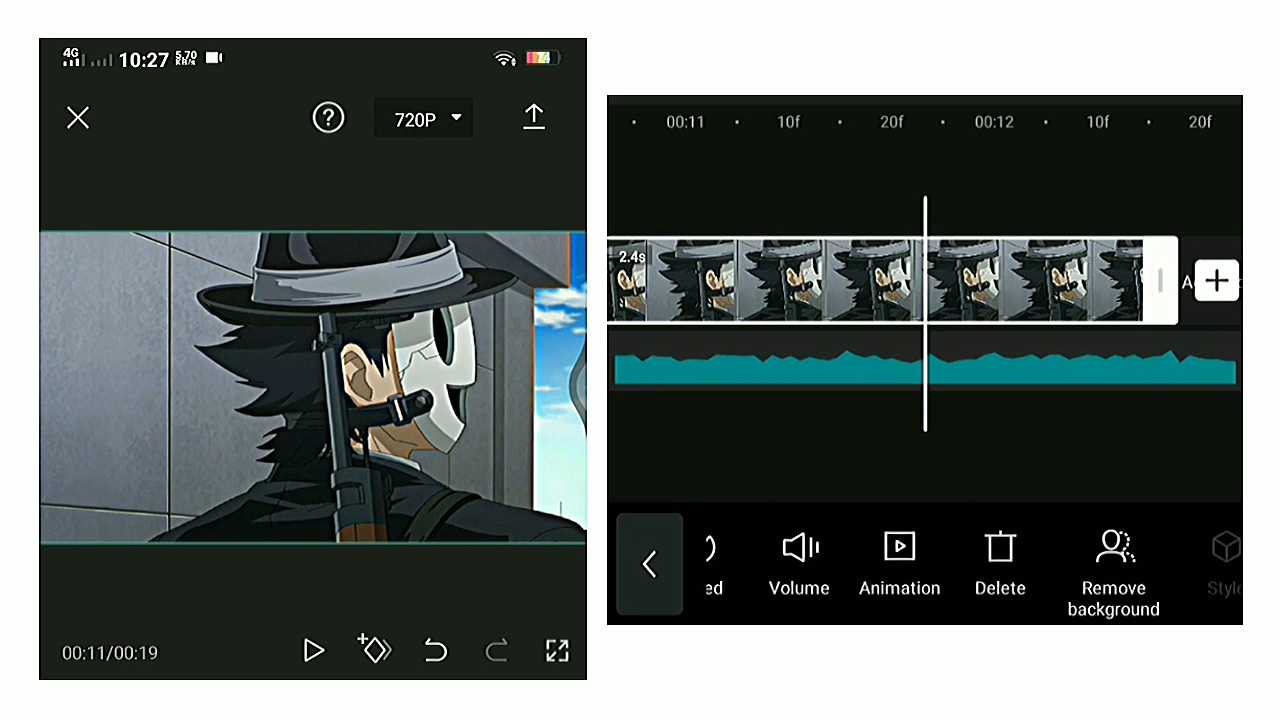 4G 10:27 5.70 KB/s 74
720P
00:11/00:19
00:11 10f 20f 00:12 10f 20f
2.4s
A
ed Volume Animation Delete Remove background Style